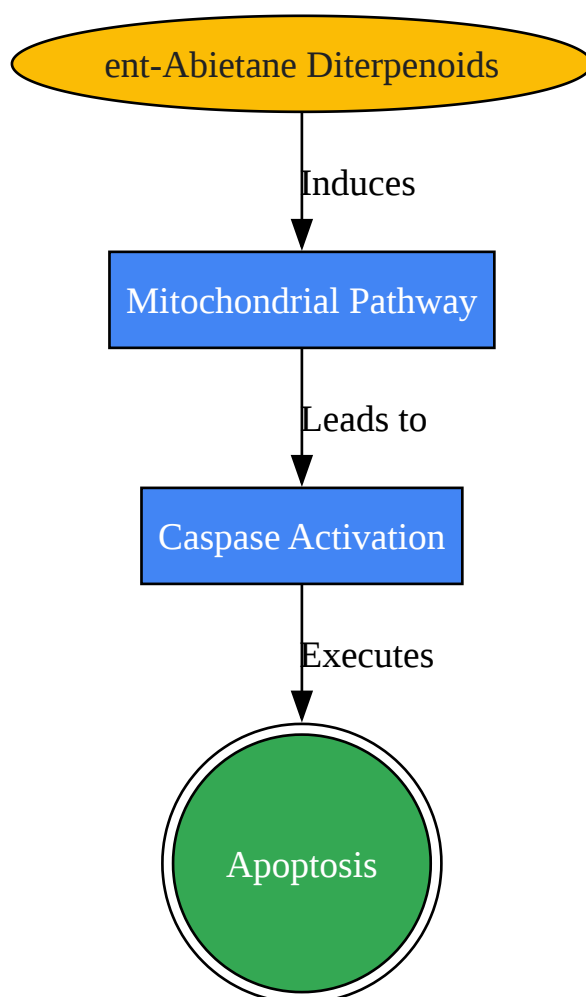 ent-Abietane Diterpenoids
Induces
Mitochondrial Pathway
Leads to
Caspase Activation
Executes
Apoptosis